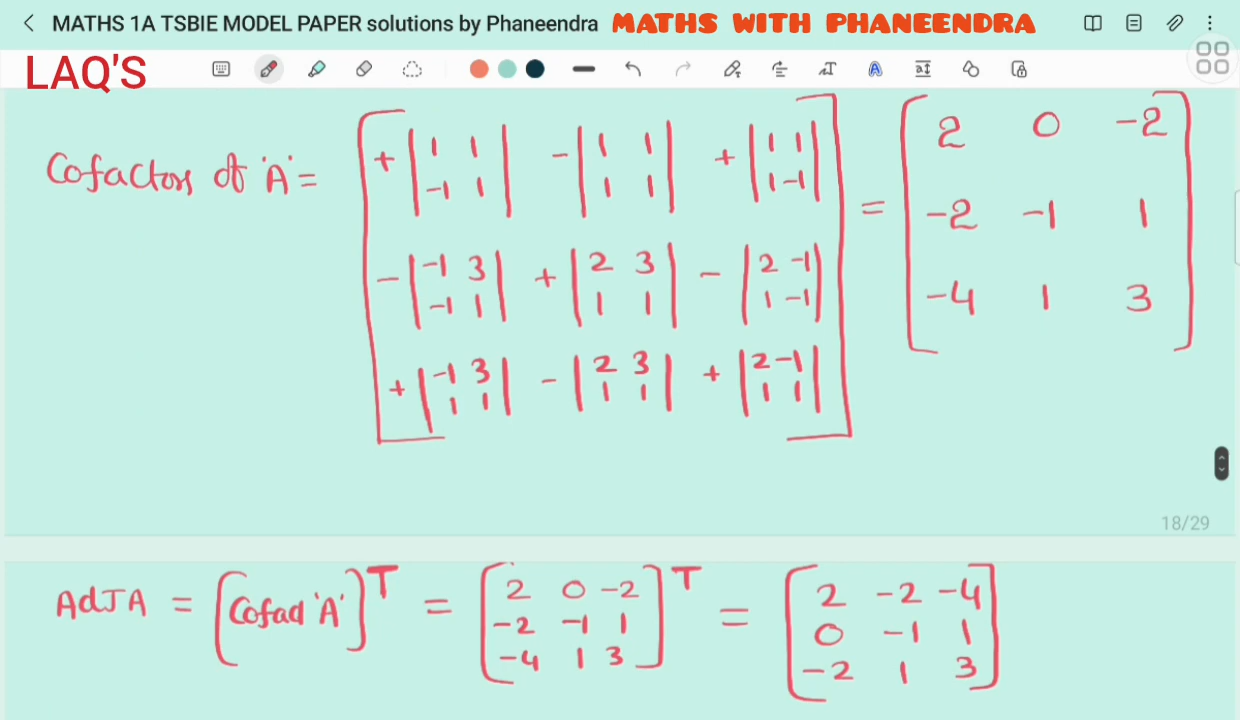 MATHS 1A TSBIE MODEL PAPER solutions by Phaneendra MATHS WITH PHANEENDRA
LAQ'S
Cofactors of 'A' = [ +| 1 1 | -| 1 1 | +| 1 1 | ] = [ 2 0 -2 ]
| -1 1 | | 1 1 | | 1 -1 |
-| -1 3 | +| 2 3 | -| 2 -1 | -2 -1 1
| -1 1 | | 1 1 | | 1 -1 |
+| -1 3 | -| 2 3 | +| 2 -1 | -4 1 3
| 1 1 | | 1 1 | | 1 1 |
18/29
AdJA = [Cofad 'A']T = [ 2 0 -2 ]T = [ 2 -2 -4 ]
-2 -1 1 0 -1 1
-4 1 3 -2 1 3